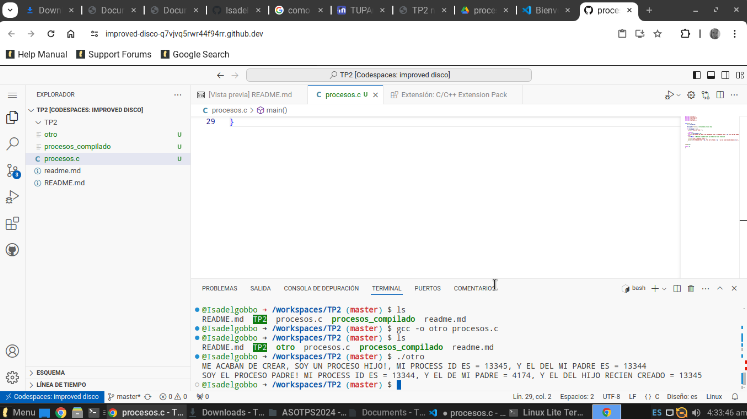 Down
Docum
Docum
Isadel
como
TUPA
TP2 n
proce
Bienv
proce
improved-disco-q7vjvq5rwr44f94rr.github.dev
Help Manual
Support Forums
Google Search
TP2 [Codespaces: improved disco]
EXPLORADOR
TP2 [CODESPACES: IMPROVED DISCO]
TP2
otro U
procesos_compilado U
C procesos.c U
readme.md
README.md
ESQUEMA
LÍNEA DE TIEMPO
[Vista previa] README.md
C procesos.c U
Extensión: C/C++ Extension Pack
C procesos.c > main()
29 }
PROBLEMAS SALIDA CONSOLA DE DEPURACIÓN TERMINAL PUERTOS COMENTARIOS
bash
@Isadelgobbo → /workspaces/TP2 (master) $ ls
README.md TP2 procesos.c procesos_compilado readme.md
@Isadelgobbo → /workspaces/TP2 (master) $ gcc -o otro procesos.c
@Isadelgobbo → /workspaces/TP2 (master) $ ls
README.md TP2 otro procesos.c procesos_compilado readme.md
@Isadelgobbo → /workspaces/TP2 (master) $ ./otro
ME ACABAN DE CREAR, SOY UN PROCESO HIJO!, MI PROCESS ID ES = 13345, Y EL DEL MI PADRE ES = 13344
SOY EL PROCESO PADRE! MI PROCESS ID ES = 13344, Y EL DE MI PADRE = 4174, Y EL DEL HIJO RECIEN CREADO = 13345
@Isadelgobbo → /workspaces/TP2 (master) $
Codespaces: improved disco
master*
0
0
0
Lín. 29, col. 2
Espacios: 2
UTF 8
LF
{} C
Diseño: es
Linux
Menu
procesos.c - T...
Downloads - T...
ASOTPS2024 -...
Documents - T...
● procesos.c - ...
Linux Lite Term...
ES
4:33:46 am